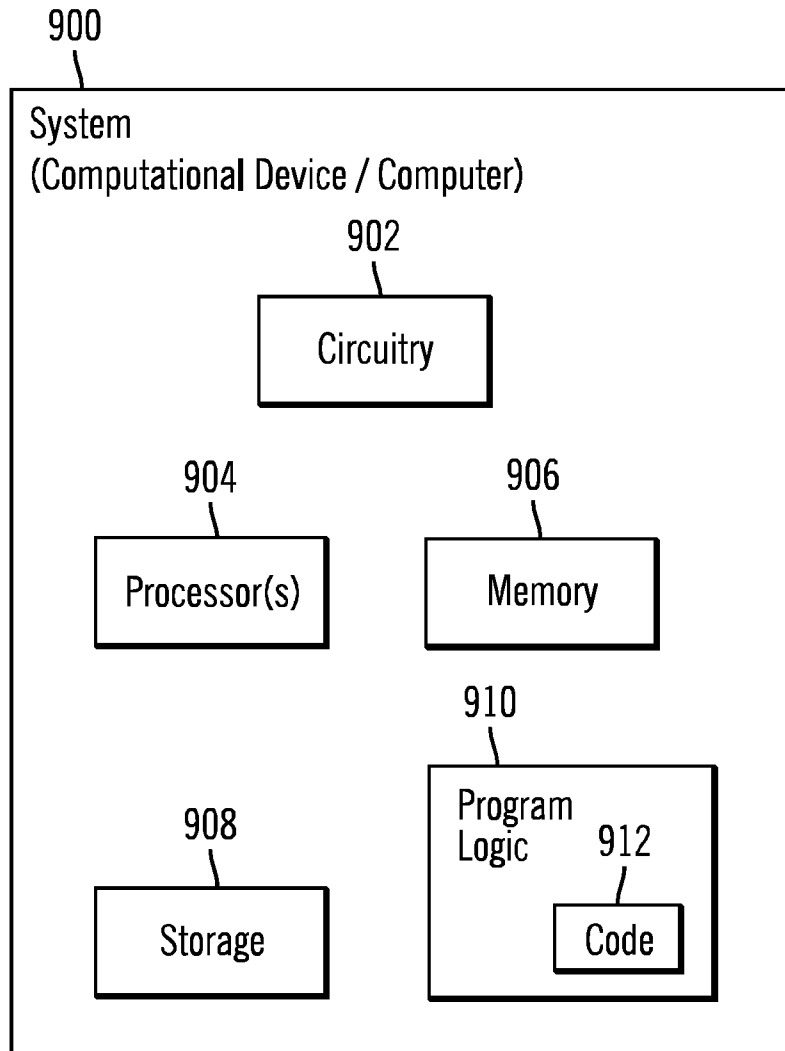 900
System
(Computational Device / Computer)
902
Circuitry
904
906
Processor(s)
Memory
910
Program
Logic
908
912
Storage
Code